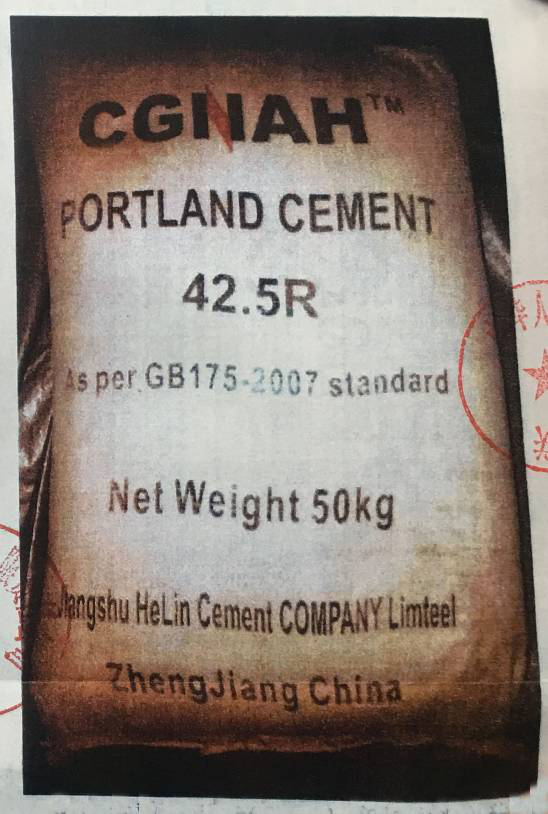 CGNAH™
PORTLAND CEMENT
42.5R
As per GB175-2007 standard
Net Weight 50kg
Jiangshu HeLin Cement COMPANY Limteel
ZhengJiang China